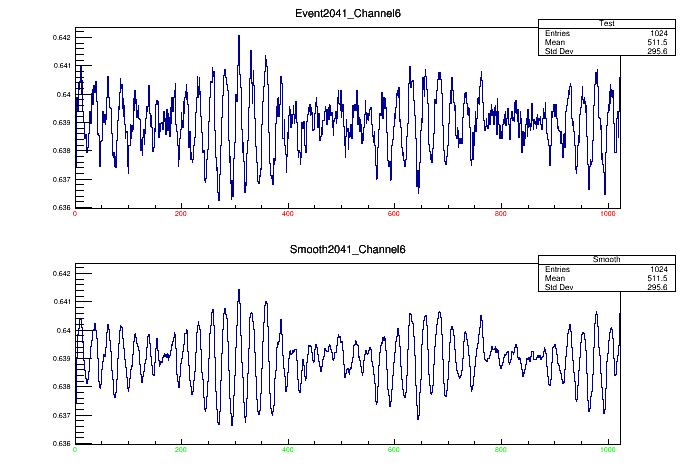 Event2041_Channel6
Test
Entries 1024
Mean 511.5
Std Dev 295.6
0.642
0.641
0.64
0.639
0.638
0.637
0.636
0 200 400 600 800 1000
Smooth2041_Channel6
Smooth
Entries 1024
Mean 511.5
Std Dev 295.6
0.642
0.641
0.64
0.639
0.638
0.637
0.636
0 200 400 600 800 1000